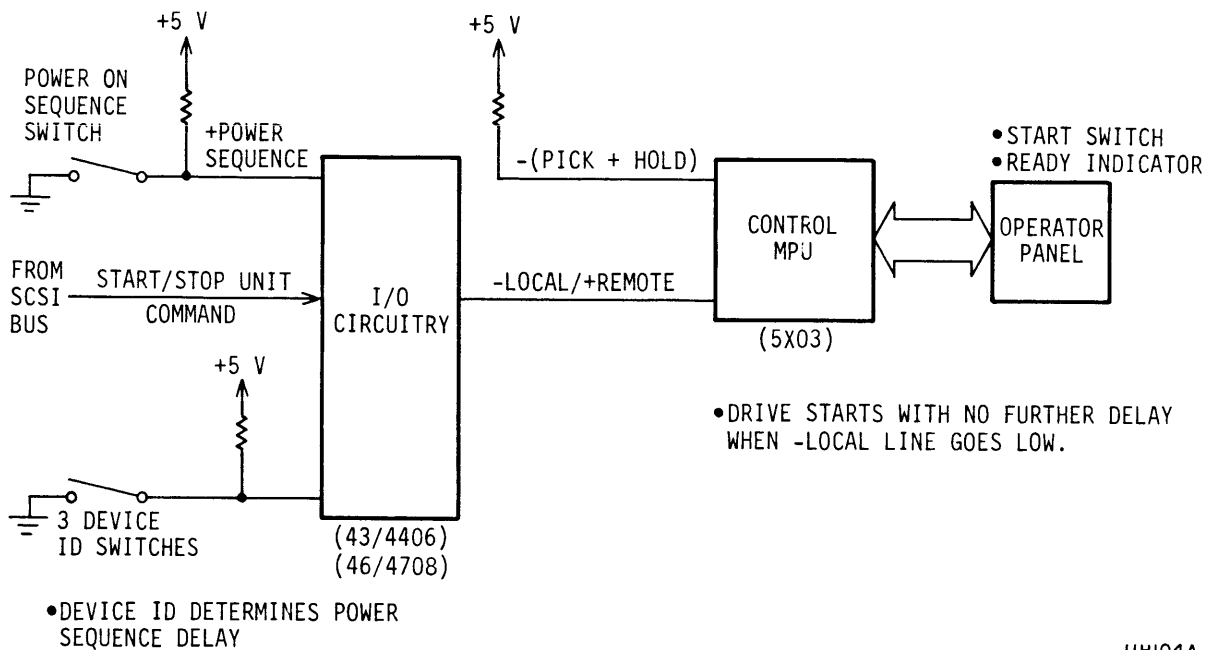 +5 V
POWER ON
SEQUENCE
SWITCH
+POWER
SEQUENCE
+5 V
-(PICK + HOLD)
•START SWITCH
•READY INDICATOR
FROM
SCSI
BUS
START/STOP UNIT
COMMAND
I/O
CIRCUITRY
-LOCAL/+REMOTE
CONTROL
MPU
OPERATOR
PANEL
(5X03)
+5 V
•DRIVE STARTS WITH NO FURTHER DELAY
WHEN -LOCAL LINE GOES LOW.
3 DEVICE
ID SWITCHES
(43/4406)
(46/4708)
•DEVICE ID DETERMINES POWER
SEQUENCE DELAY